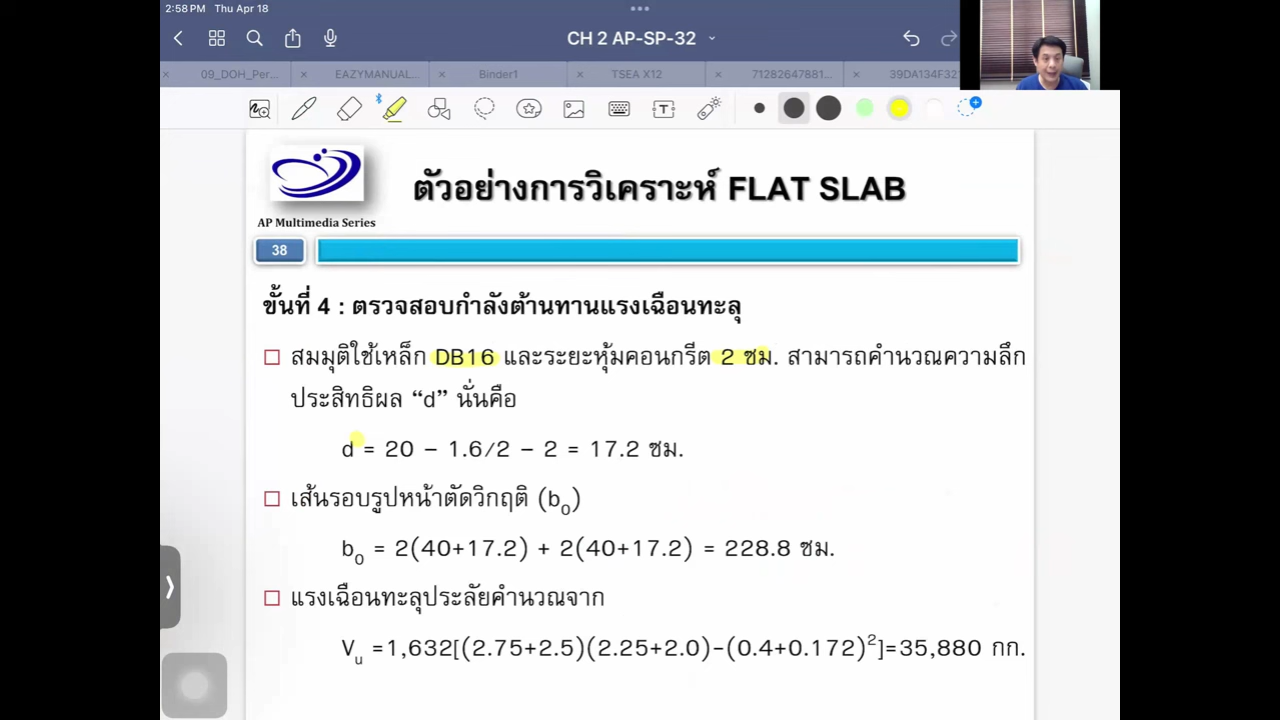 2:58 PM Thu Apr 18
CH 2 AP-SP-32
09_DOH_Per...
EAZYMANUAL...
Binder1
TSEA X12
71282647881...
39DA134F321
ตัวอย่างการวิเคราะห์ FLAT SLAB
AP Multimedia Series
38
ขั้นที่ 4 : ตรวจสอบกำลังต้านทานแรงเฉือนทะลุ
สมมุติใช้เหล็ก DB16 และระยะหุ้มคอนกรีต 2 ซม. สามารถคำนวณความลึก
ประสิทธิผล “d” นั่นคือ
d = 20 – 1.6/2 – 2 = 17.2 ซม.
เส้นรอบรูปหน้าตัดวิกฤติ (b₀)
b₀ = 2(40+17.2) + 2(40+17.2) = 228.8 ซม.
แรงเฉือนทะลุประลัยคำนวณจาก
Vᵤ =1,632[(2.75+2.5)(2.25+2.0)-(0.4+0.172)²]=35,880 กก.